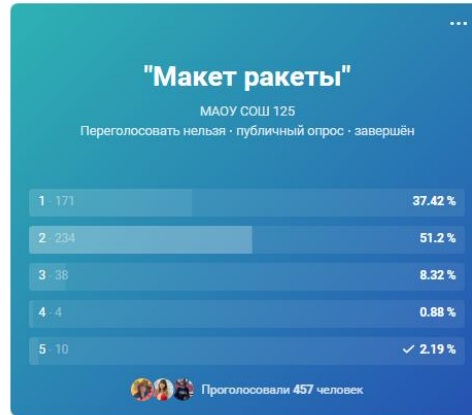 "Макет ракеты"
МАОУ СОШ 125
Переголосовать нельзя · публичный опрос · завершён
1 · 171 37.42 %
2 · 234 51.2 %
3 · 38 8.32 %
4 · 4 0.88 %
5 · 10 2.19 %
Проголосовали 457 человек